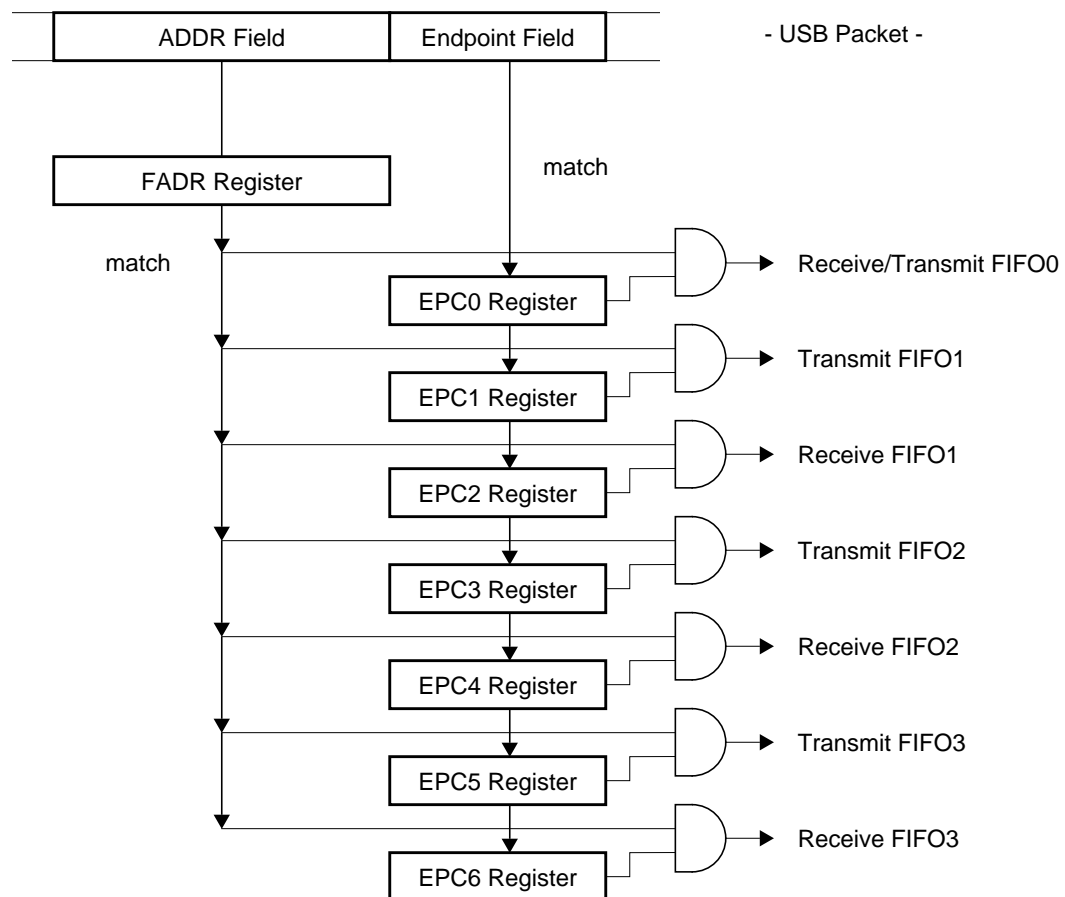 ADDR Field Endpoint Field - USB Packet -
match
FADR Register
match
Receive/Transmit FIFO0
EPC0 Register
Transmit FIFO1
EPC1 Register
Receive FIFO1
EPC2 Register
Transmit FIFO2
EPC3 Register
Receive FIFO2
EPC4 Register
Transmit FIFO3
EPC5 Register
Receive FIFO3
EPC6 Register